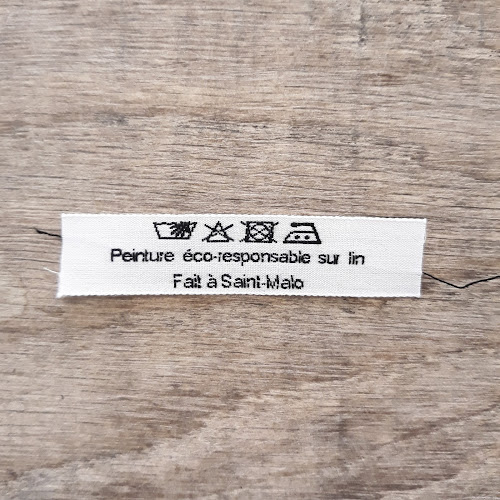 Peinture éco-responsable sur lin
Fait à Saint-Malo